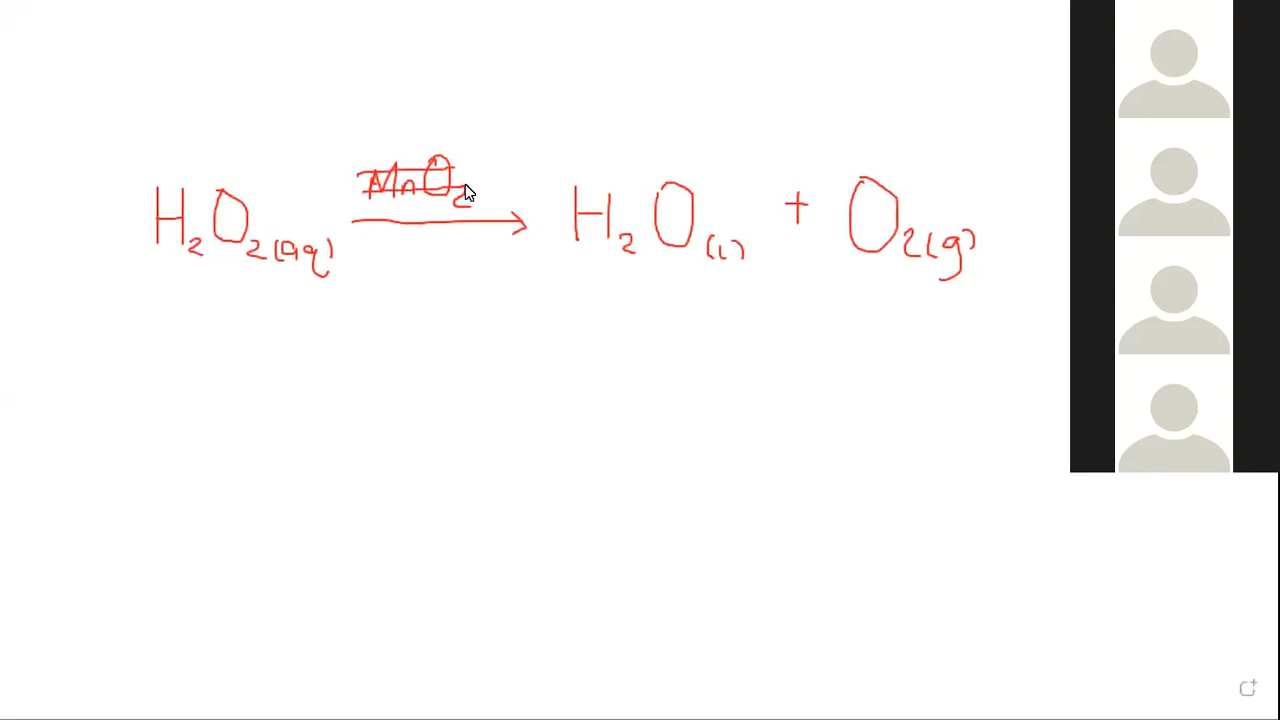 MnO₂
H₂O₂(aq) → H₂O(l) + O₂(g)